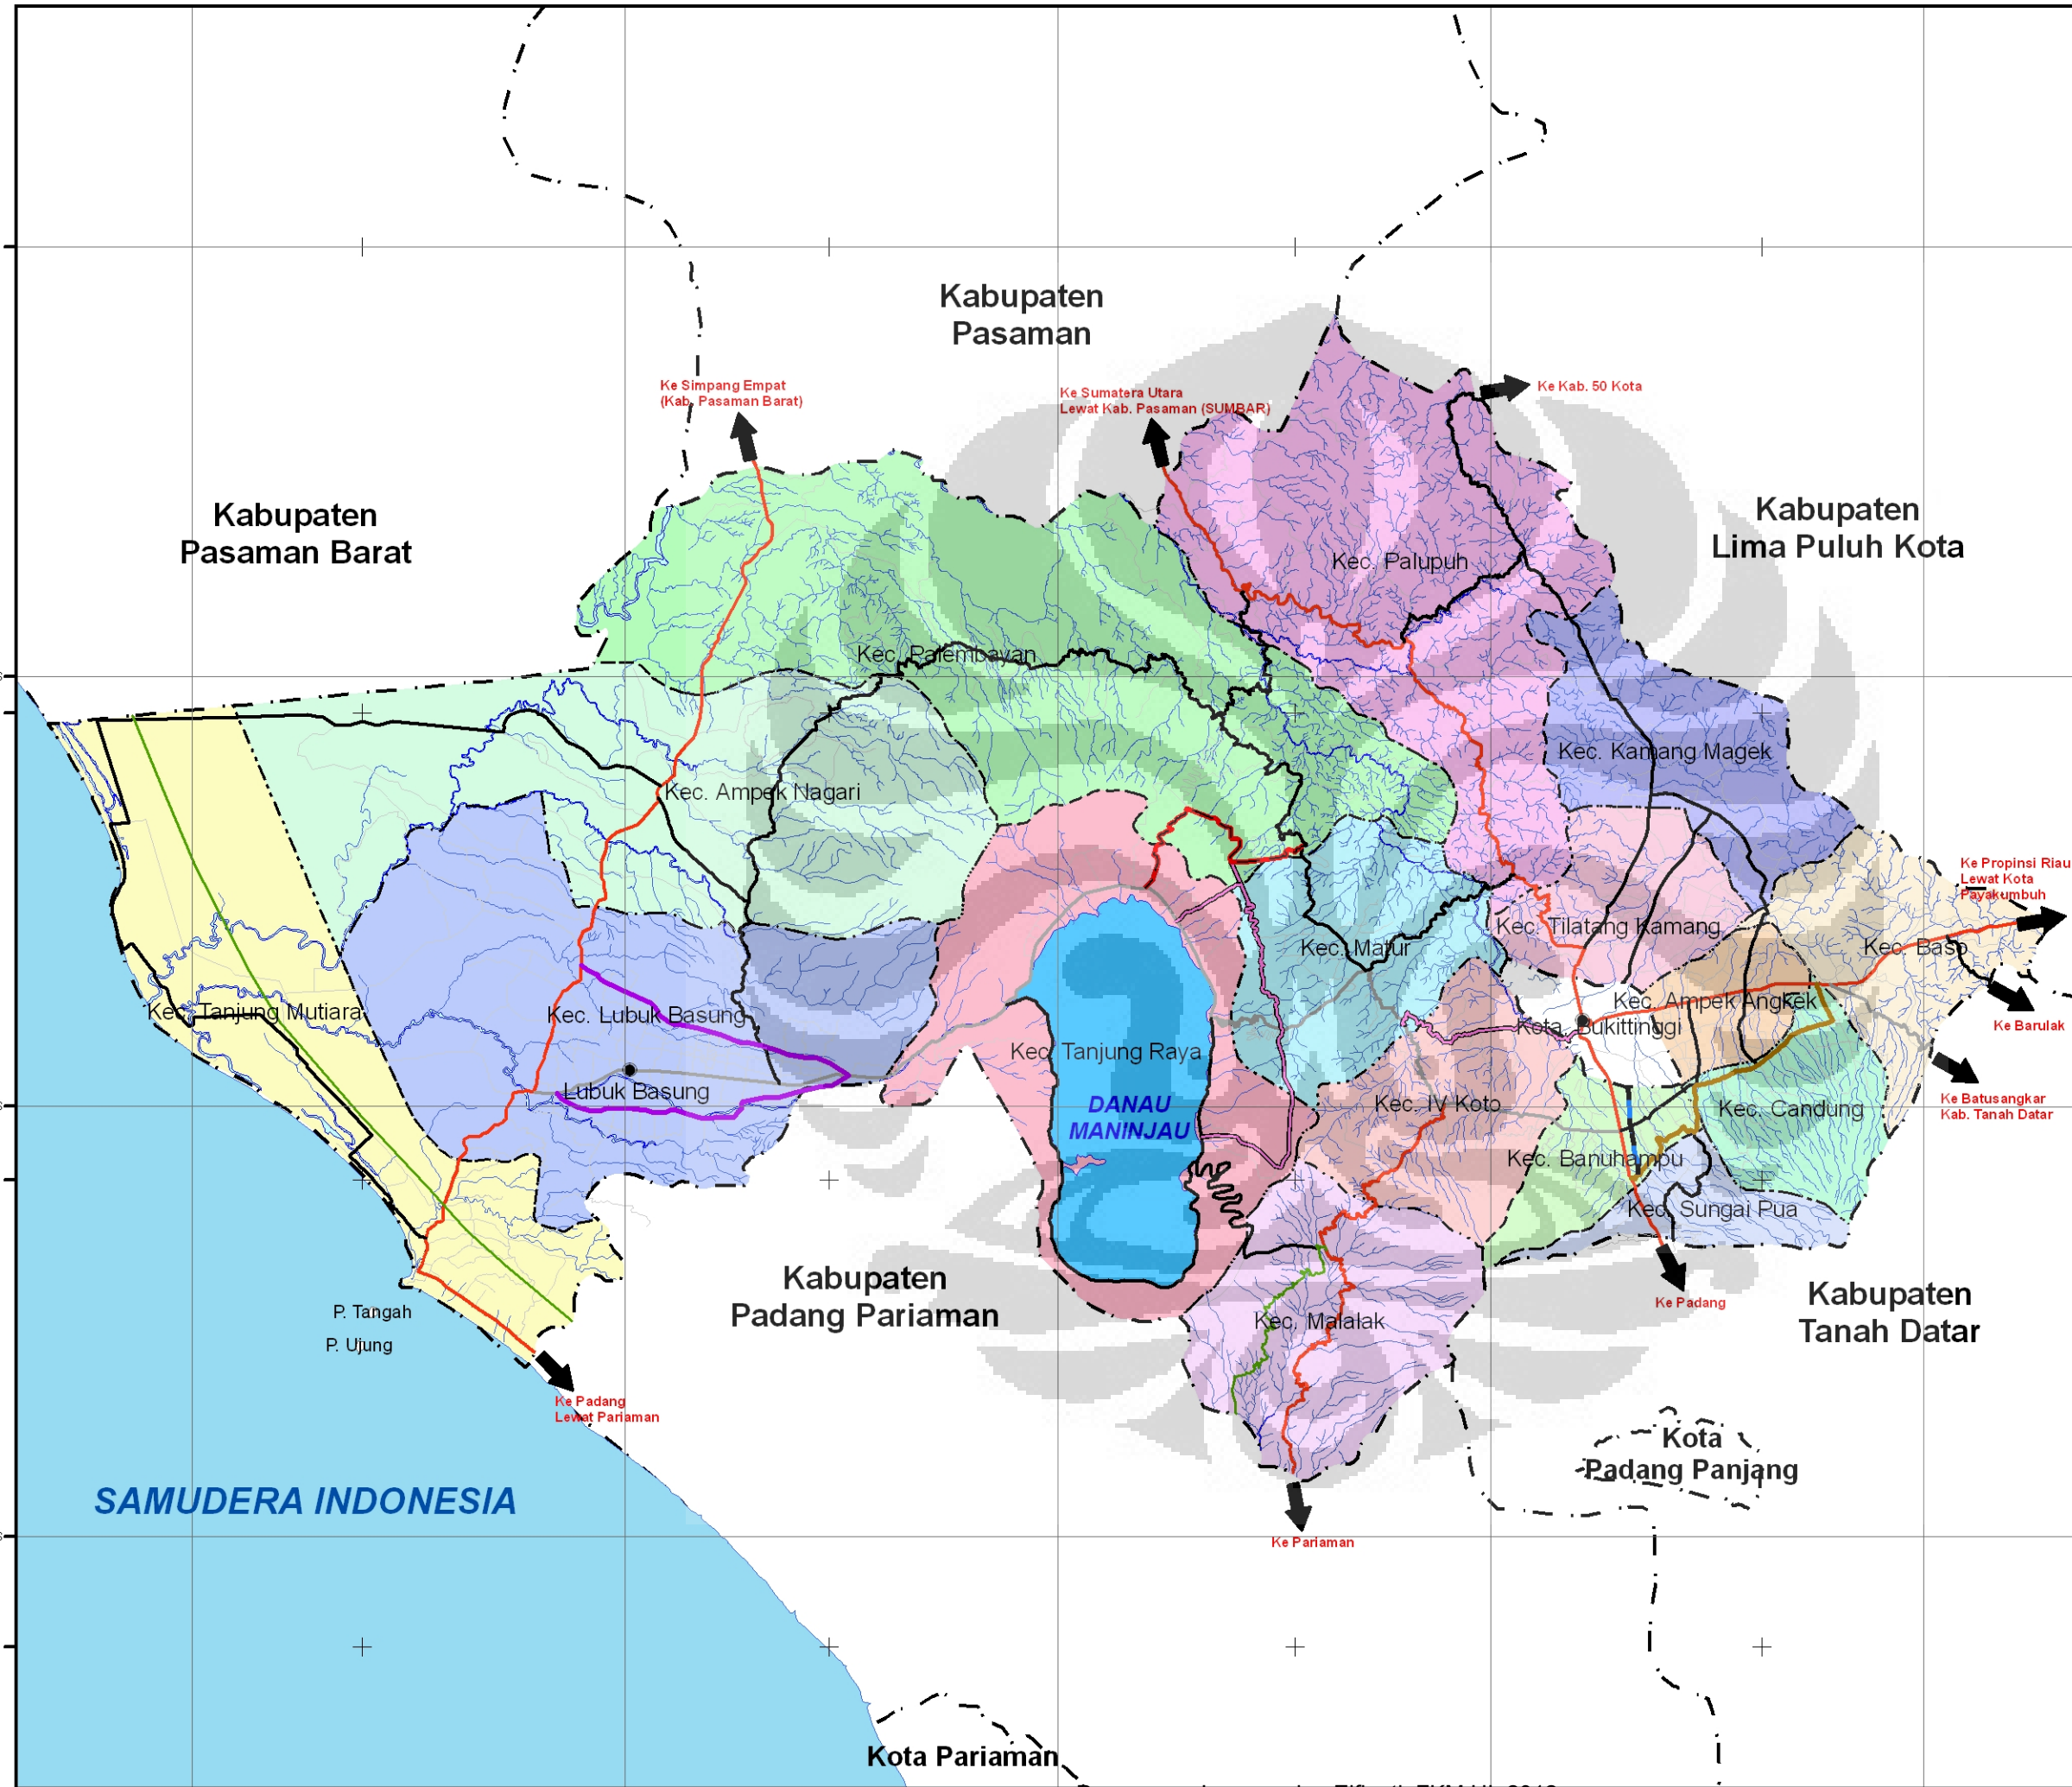 Kabupaten
Pasaman
Ke Simpang Empat
(Kab. Pasaman Barat)
Ke Sumatera Utara
Lewat Kab. Pasaman (SUMBAR)
Ke Kab. 50 Kota
Kabupaten
Pasaman Barat
Kabupaten
Lima Puluh Kota
Kec. Palupuh
Kec. Palembayan
Kec. Kamang Magek
Kec. Ampek Nagari
Ke Propinsi Riau
Lewat Kota
Payakumbuh
Kec. Tilatang Kamang
Kec. Matur
Kec. Baso
Kec. Tanjung Mutiara
Kec. Lubuk Basung
Kec. Ampek Angkek
Kota Bukittinggi
Ke Barulak
Kec. Tanjung Raya
Lubuk Basung
DANAU
MANINJAU
Kec. IV Koto
Kec. Candung
Ke Batusangkar
Kab. Tanah Datar
Kec. Banuhampu
Kec. Sungai Pua
Kabupaten
Padang Pariaman
Ke Padang
Kabupaten
Tanah Datar
P. Tangah
P. Ujung
Kec. Malalak
Ke Padang
Lewat Pariaman
Kota
Padang Panjang
SAMUDERA INDONESIA
Ke Pariaman
Kota Pariaman